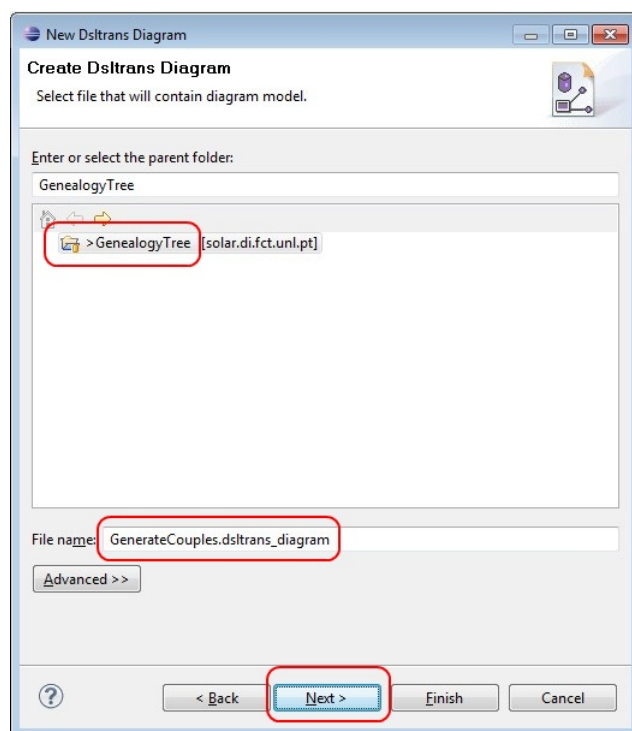 New Dsltrans Diagram
Create Dsltrans Diagram
Select file that will contain diagram model.
Enter or select the parent folder:
GenealogyTree
>GenealogyTree [solar.di.fct.unl.pt]
File name: GenerateCouples.dsltrans_diagram
Advanced >>
? < Back Next > Finish Cancel